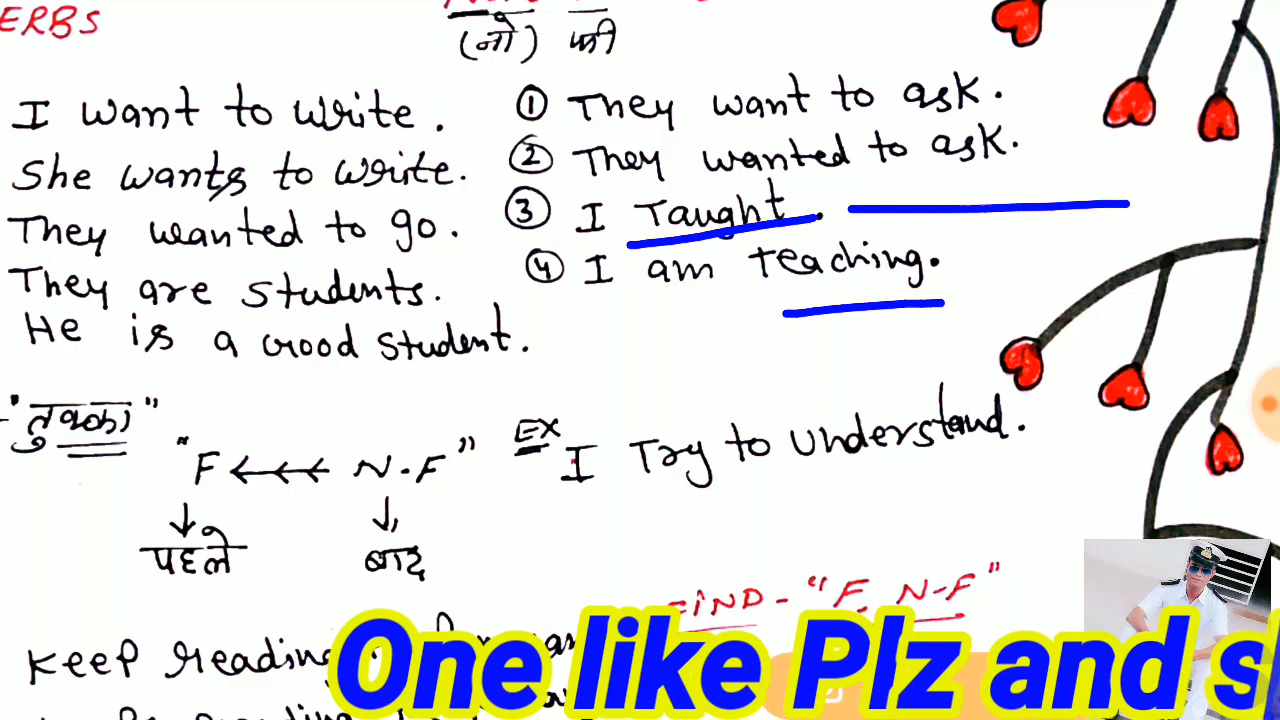 ERBS
(नो) फी
I want to write.
She wants to write.
They wanted to go.
They are students.
He is a Good student.
① They want to ask.
② They wanted to ask.
③ I Taught.
④ I am teaching.
"तुक्का"
"F ← N.F"
पहले बाद
Ex I Try to understand.
FIND - "F, N-F"
Keep reading
One like Plz and s